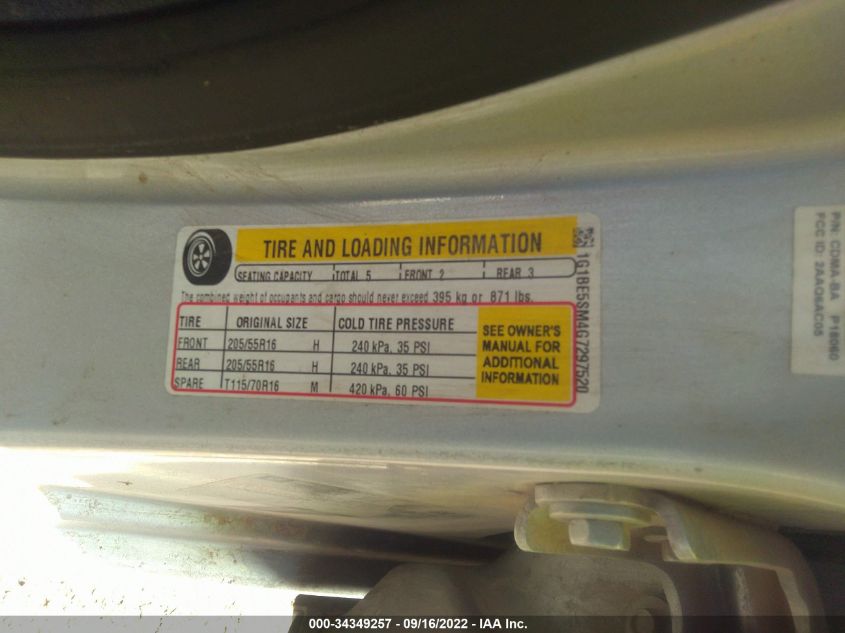 TIRE AND LOADING INFORMATION
SEATING CAPACITY TOTAL 5 FRONT 2 REAR 3
The combined weight of occupants and cargo should never exceed 395 kg or 871 lbs.
TIRE ORIGINAL SIZE COLD TIRE PRESSURE
FRONT 205/55R16 H 240 kPa, 35 PSI
REAR 205/55R16 H 240 kPa, 35 PSI
SPARE T115/70R16 M 420 kPa, 60 PSI
SEE OWNER'S
MANUAL FOR
ADDITIONAL
INFORMATION
1G1BE5SM4G7297520
P/N: CDMA-BA P18060
FCC ID: 2AAQ6AC05
000-34349257 - 09/16/2022 - IAA Inc.